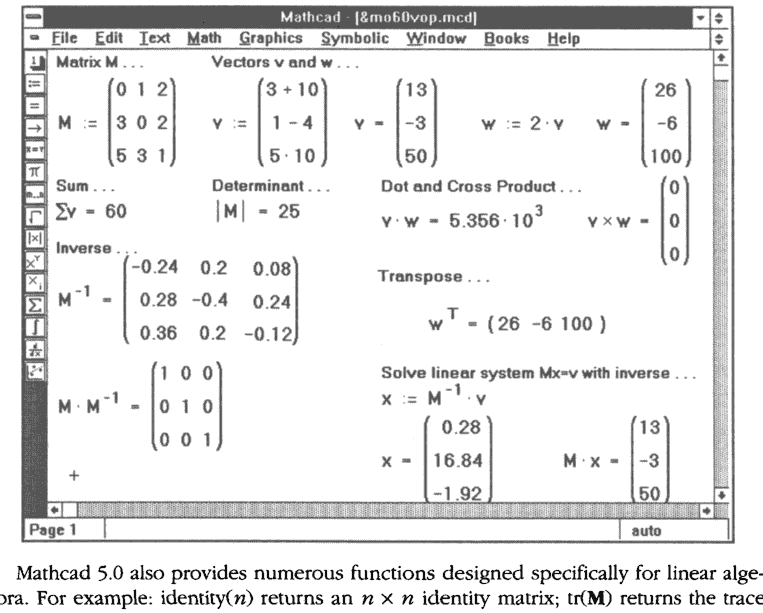 Mathcad - [&mo60vop.mcd]
File Edit Text Math Graphics Symbolic Window Books Help
Matrix M . . . Vectors v and w . . .
M := (0 1 2
3 0 2
5 3 1)
v := (3 + 10
1 − 4
5 · 10)
v = (13
−3
50)
w := 2 · v
w = (26
−6
100)
Sum . . . Determinant . . . Dot and Cross Product . . .
Σv = 60 |M| = 25 v · w = 5.356 · 10³ v × w = (0
0
0)
Inverse . . .
M⁻¹ = (−0.24 0.2 0.08
0.28 −0.4 0.24
0.36 0.2 −0.12)
Transpose . . .
wᵀ = (26 −6 100 )
M · M⁻¹ = (1 0 0
0 1 0
0 0 1)
Solve linear system Mx=v with inverse . . .
x := M⁻¹ · v
x = (0.28
16.84
−1.92)
M · x = (13
−3
50)
Page 1 auto
Mathcad 5.0 also provides numerous functions designed specifically for linear alge-
bra. For example: identity(n) returns an n × n identity matrix; tr(M) returns the trace